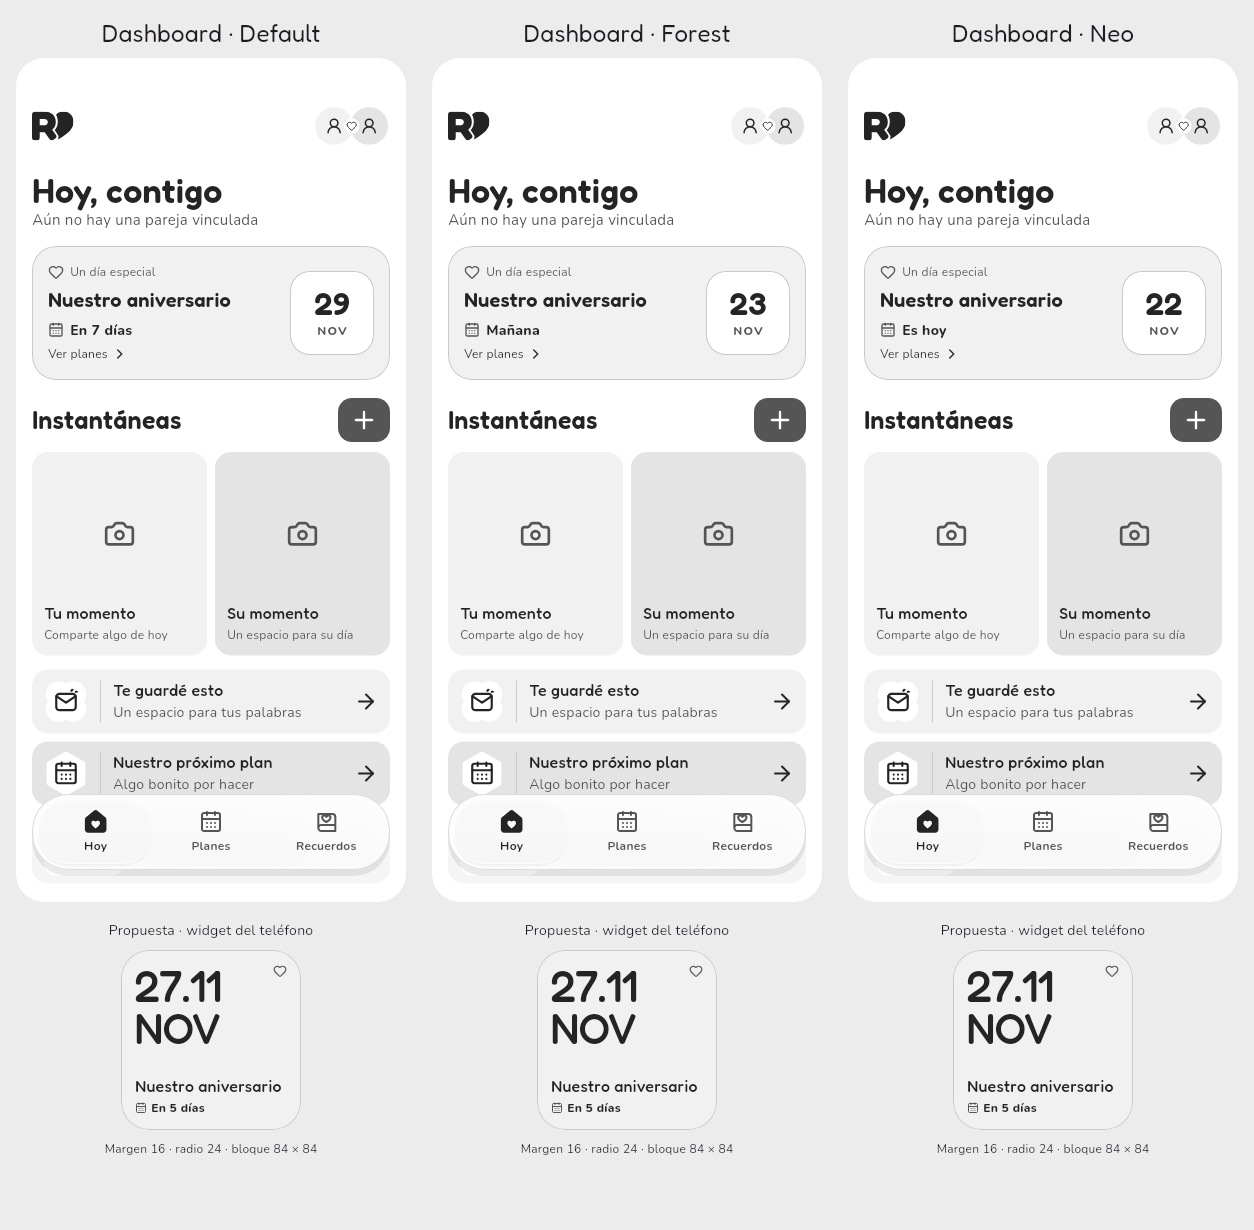 Dashboard · Default
R
Hoy, contigo
Aún no hay una pareja vinculada
Un día especial
Nuestro aniversario
En 7 días
Ver planes
29
NOV
Instantáneas
Tu momento
Comparte algo de hoy
Su momento
Un espacio para su día
Te guardé esto
Un espacio para tus palabras
Nuestro próximo plan
Algo bonito por hacer
Hoy
Planes
Recuerdos
Propuesta · widget del teléfono
27.11
NOV
Nuestro aniversario
En 5 días
Margen 16 · radio 24 · bloque 84 × 84
Dashboard · Forest
R
Hoy, contigo
Aún no hay una pareja vinculada
Un día especial
Nuestro aniversario
Mañana
Ver planes
23
NOV
Instantáneas
Tu momento
Comparte algo de hoy
Su momento
Un espacio para su día
Te guardé esto
Un espacio para tus palabras
Nuestro próximo plan
Algo bonito por hacer
Hoy
Planes
Recuerdos
Propuesta · widget del teléfono
27.11
NOV
Nuestro aniversario
En 5 días
Margen 16 · radio 24 · bloque 84 × 84
Dashboard · Neo
R
Hoy, contigo
Aún no hay una pareja vinculada
Un día especial
Nuestro aniversario
Es hoy
Ver planes
22
NOV
Instantáneas
Tu momento
Comparte algo de hoy
Su momento
Un espacio para su día
Te guardé esto
Un espacio para tus palabras
Nuestro próximo plan
Algo bonito por hacer
Hoy
Planes
Recuerdos
Propuesta · widget del teléfono
27.11
NOV
Nuestro aniversario
En 5 días
Margen 16 · radio 24 · bloque 84 × 84